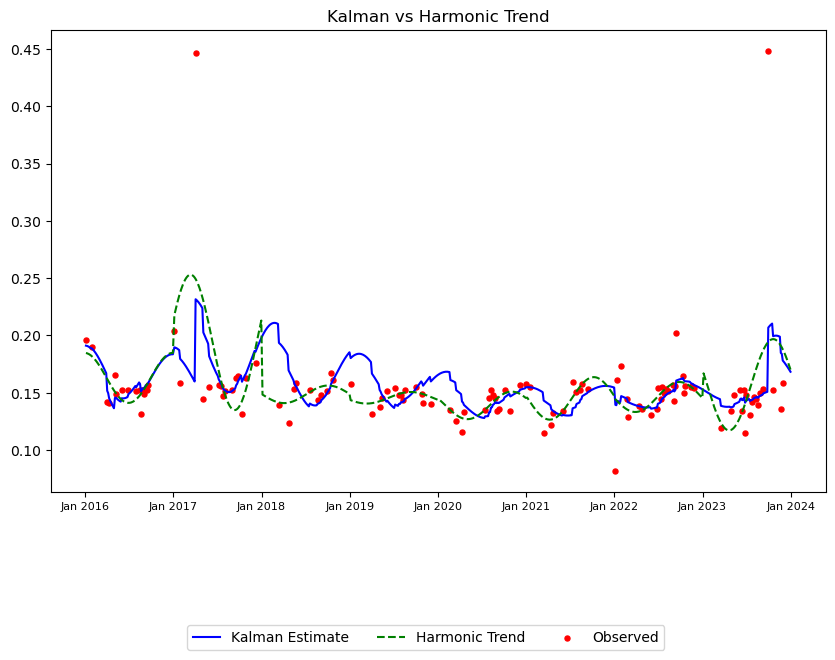 Kalman vs Harmonic Trend
0.45
0.40
0.35
0.30
0.25
0.20
0.15
0.10
Jan 2016 Jan 2017 Jan 2018 Jan 2019 Jan 2020 Jan 2021 Jan 2022 Jan 2023 Jan 2024
Kalman Estimate Harmonic Trend Observed